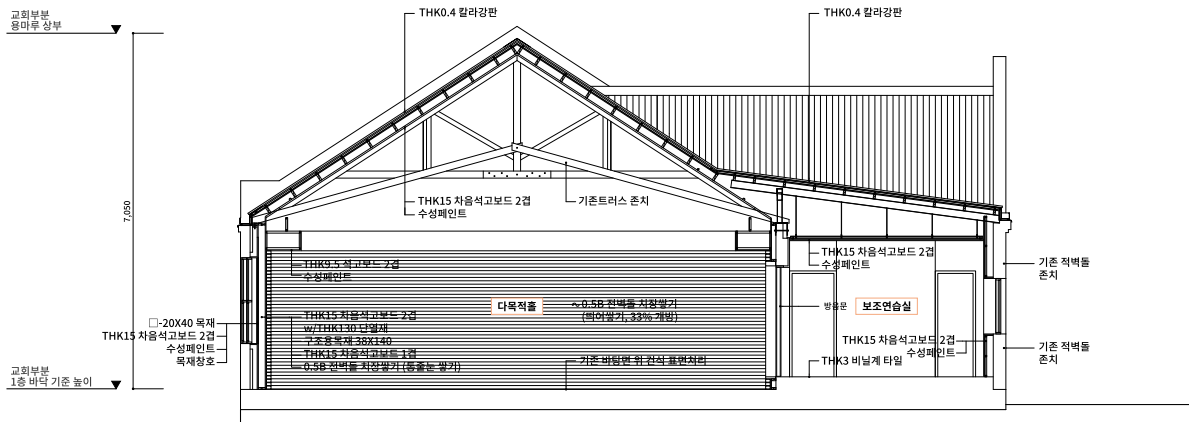 교회부분
용마루 상부
THK0.4 칼라강판
THK0.4 칼라강판
7,050
THK15 차음석고보드 2겹
수성페인트
기존트러스 존치
THK9.5 석고보드 2겹
수성페인트
THK15 차음석고보드 2겹
수성페인트
기존 적벽돌
존치
다목적홀
0.5B 전벽돌 치장쌓기
(띄어쌓기, 33% 개방)
방음문
보조연습실
□-20X40 목재
THK15 차음석고보드 2겹
수성페인트
목재창호
THK15 차음석고보드 2겹
w/THK130 단열재
구조용목재 38X140
THK15 차음석고보드 1겹
0.5B 전벽돌 치장쌓기 (통줄눈 쌓기)
기존 바탕면 위 건식 표면처리
THK15 차음석고보드 2겹
수성페인트
THK3 비닐계 타일
기존 적벽돌
존치
교회부분
1층 바닥 기준 높이